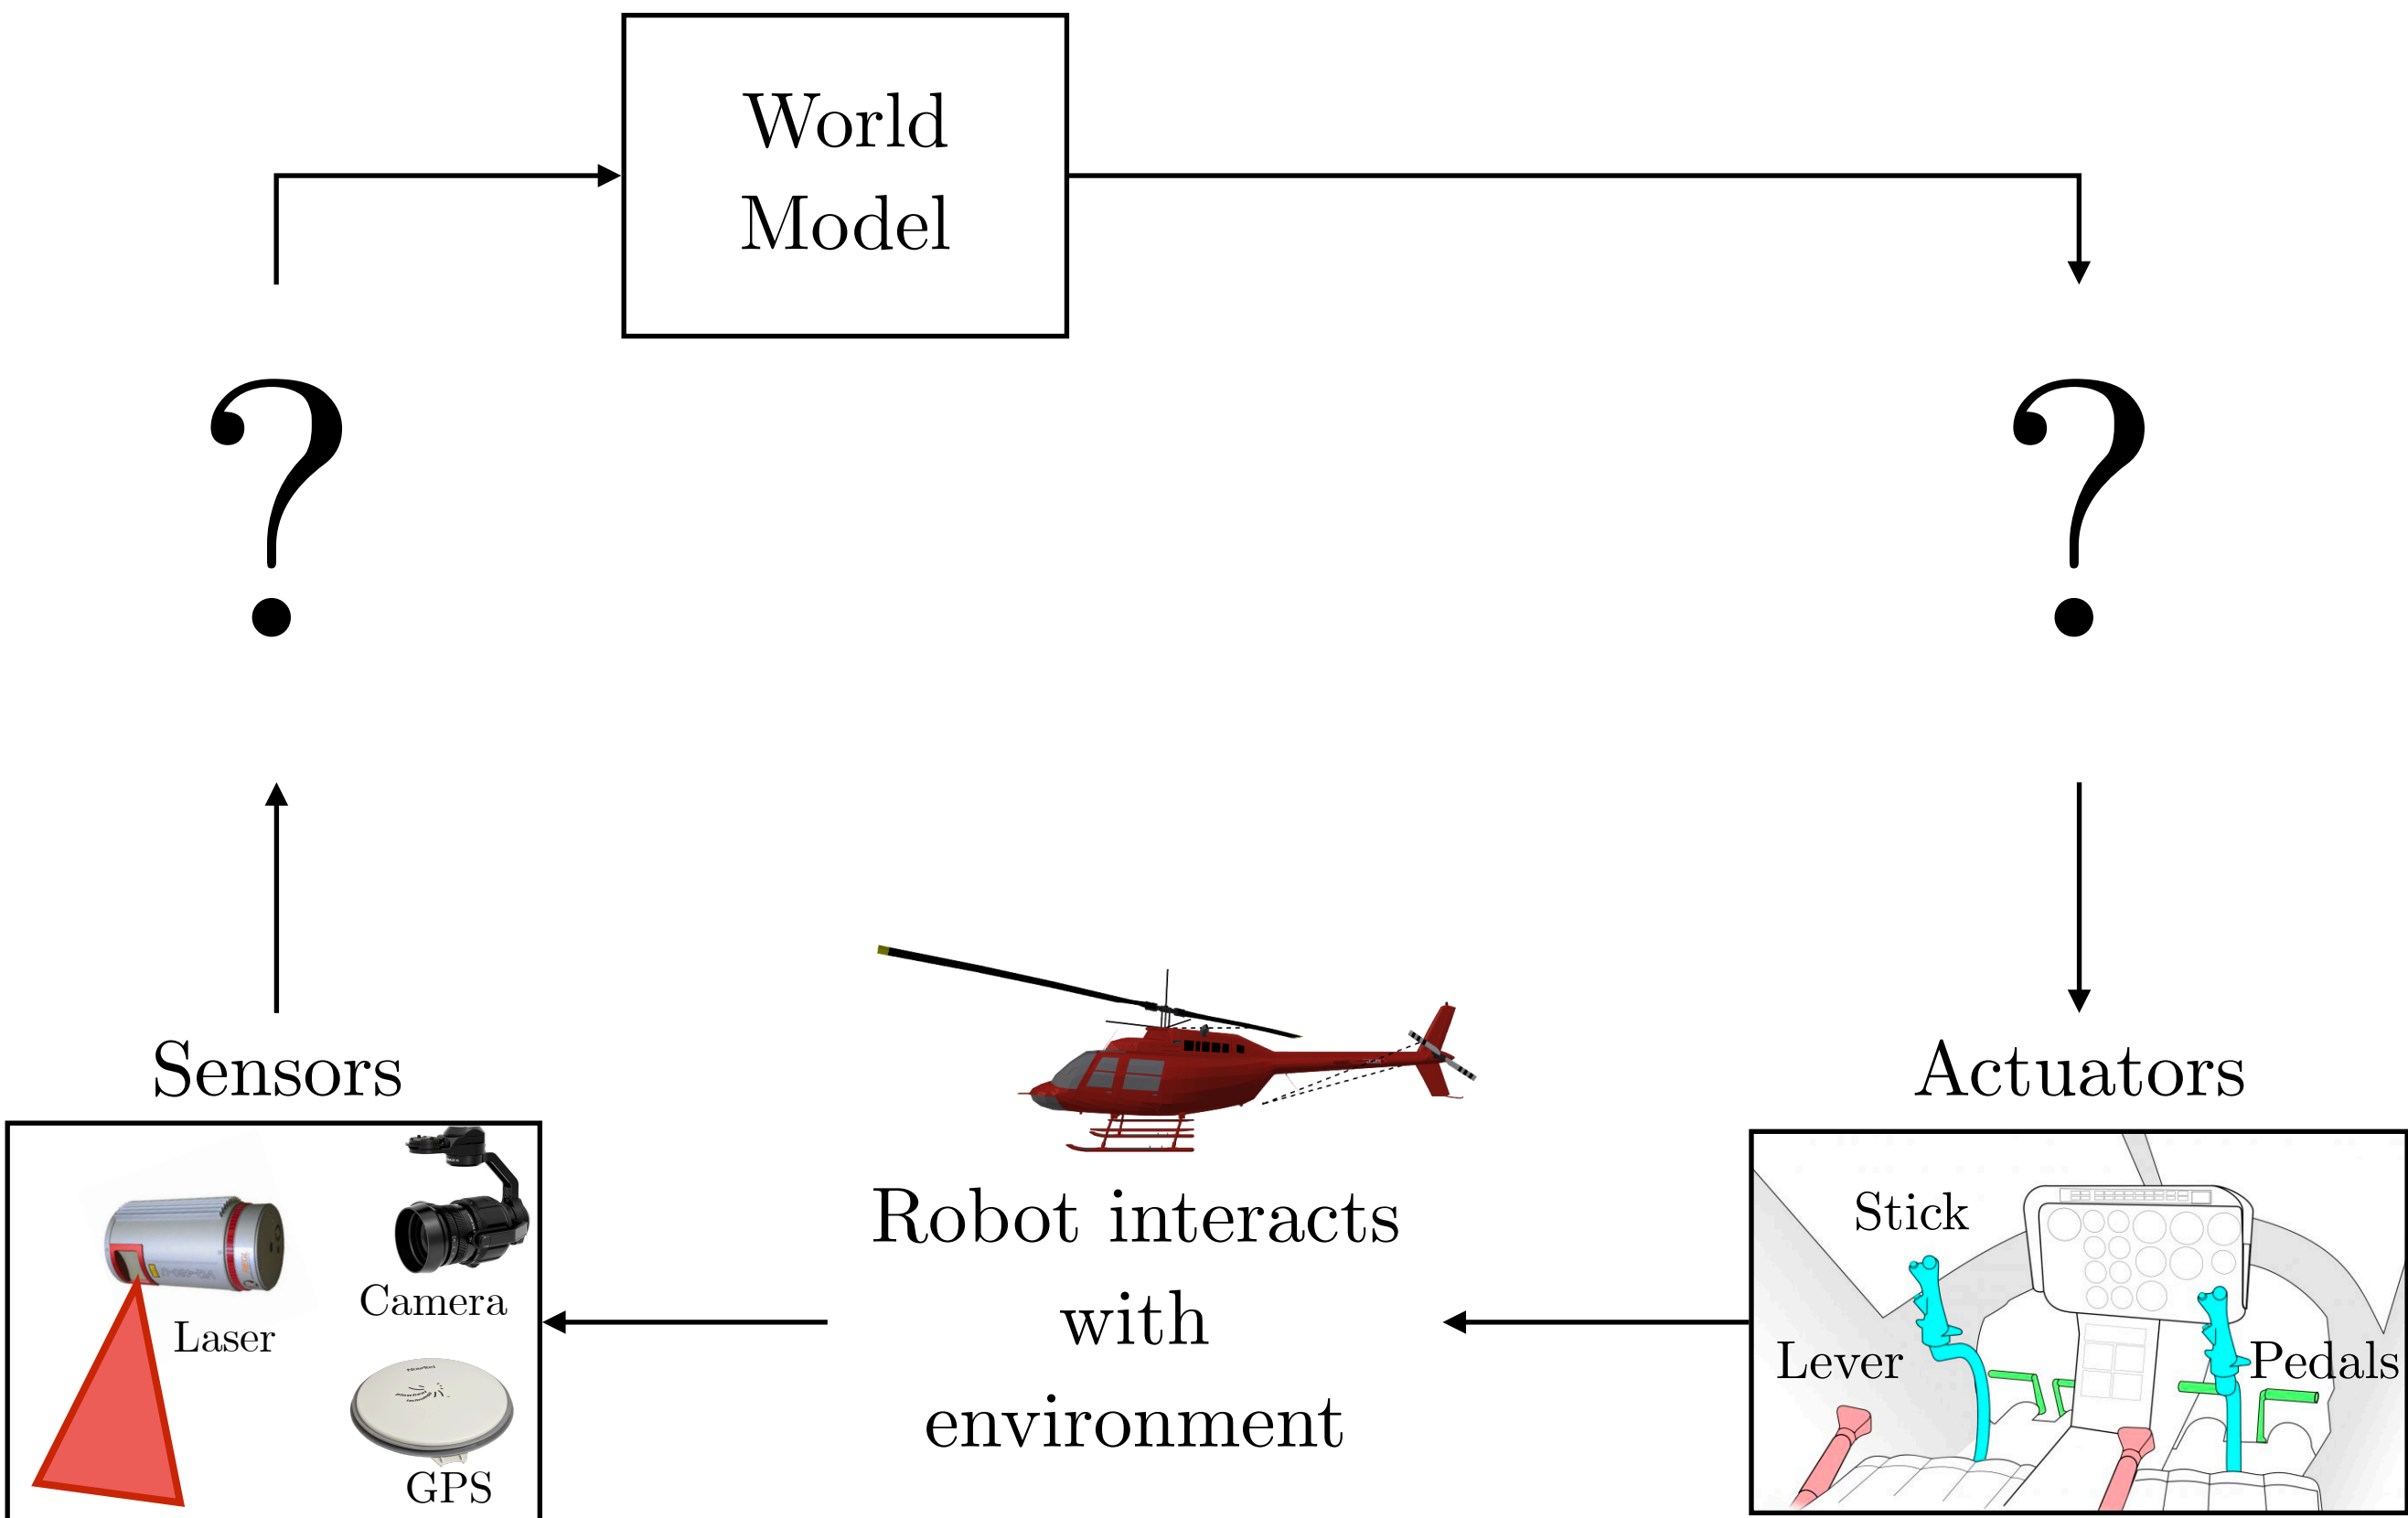 World
Model
?
?
Sensors
Actuators
Laser
Camera
GPS
Robot interacts
with
environment
Stick
Lever
Pedals